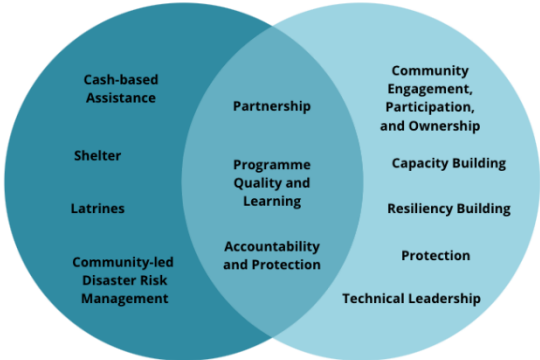 Cash-based
Assistance
Shelter
Latrines
Community-led
Disaster Risk
Management
Partnership
Programme
Quality and
Learning
Accountability
and Protection
Community
Engagement,
Participation,
and Ownership
Capacity Building
Resiliency Building
Protection
Technical Leadership